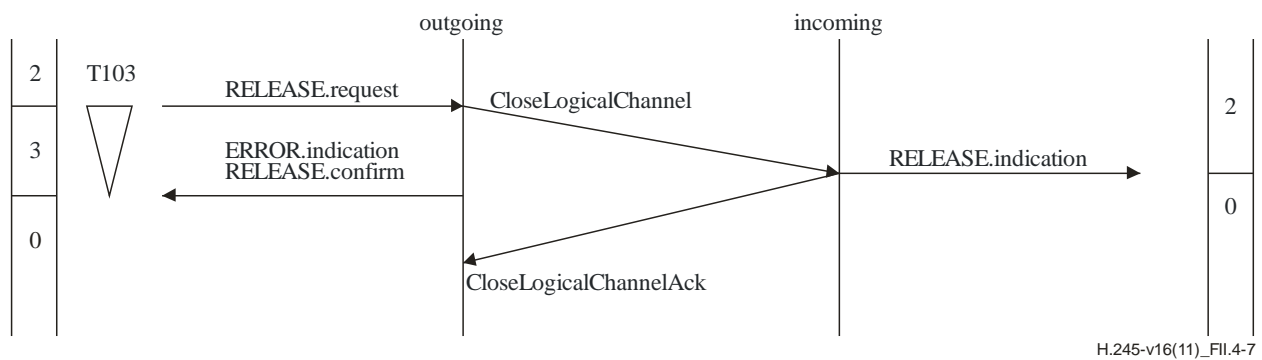 outgoing
incoming
2
T103
RELEASE.request
CloseLogicalChannel
2
3
ERROR.indication
RELEASE.confirm
RELEASE.indication
0
0
CloseLogicalChannelAck
H.245-v16(11)_FII.4-7